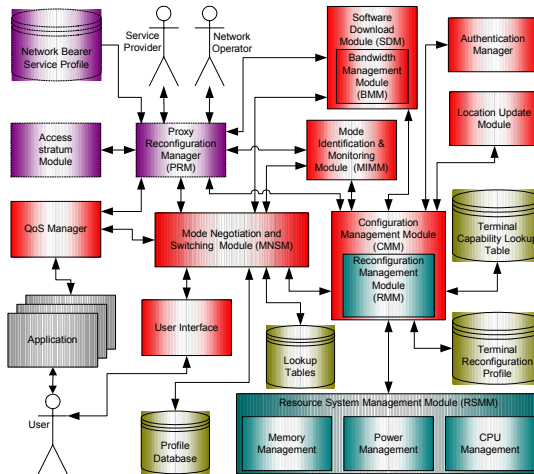 Service
Provider
Network
Operator
Network Bearer
Service Profile
Software
Download
Module (SDM)
Bandwidth
Management
Module
(BMM)
Authentication
Manager
Location Update
Module
Access
stratum
Module
Proxy
Reconfiguration
Manager
(PRM)
Mode
Identification &
Monitoring
Module (MIMM)
QoS Manager
Mode Negotiation and
Switching Module (MNSM)
Configuration
Management Module
(CMM)
Reconfiguration
Management
Module
(RMM)
Terminal
Capability Lookup
Table
Application
User Interface
Lookup
Tables
Terminal
Reconfiguration
Profile
User
Profile
Database
Resource System Management Module (RSMM)
Memory
Management
Power
Management
CPU
Management